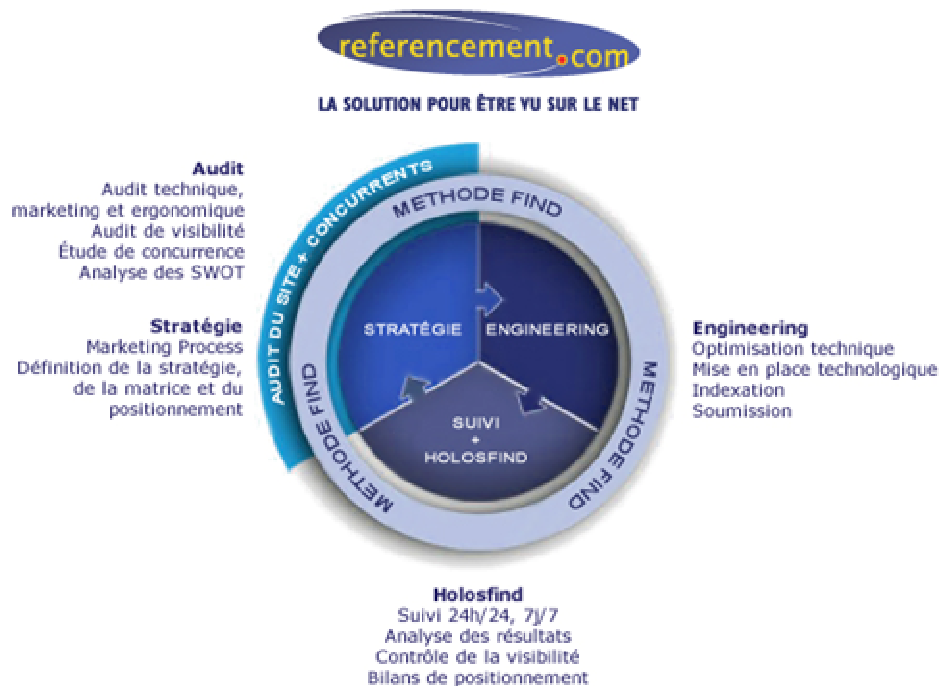 referencement.com
LA SOLUTION POUR ÊTRE VU SUR LE NET
Audit
Audit technique,
marketing et ergonomique
Audit de visibilité
Étude de concurrence
Analyse des SWOT
Stratégie
Marketing Process
Définition de la stratégie,
de la matrice et du
positionnement
AUDIT DU SITE + CONCURRENTS
METHODE FIND
METHODE FIND
METHODE FIND
STRATÉGIE
ENGINEERING
SUIVI
+
HOLOSFIND
Engineering
Optimisation technique
Mise en place technologique
Indexation
Soumission
Holosfind
Suivi 24h/24, 7j/7
Analyse des résultats
Contrôle de la visibilité
Bilans de positionnement